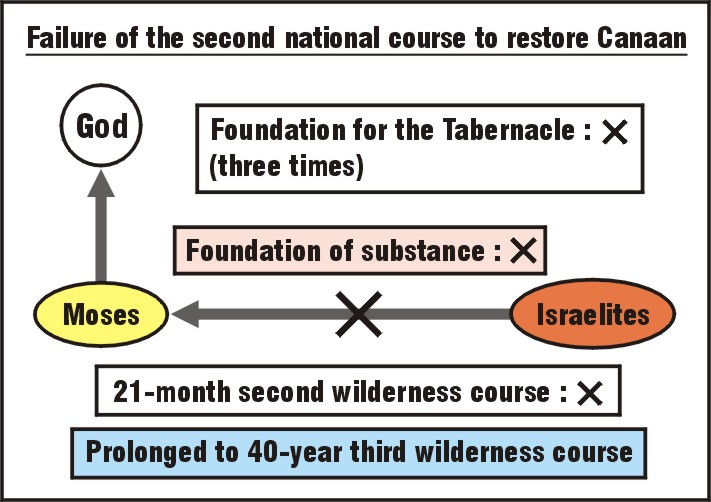 Failure of the second national course to restore Canaan
God
Foundation for the Tabernacle : ✕
(three times)
Foundation of substance : ✕
Moses
Israelites
21-month second wilderness course : ✕
Prolonged to 40-year third wilderness course